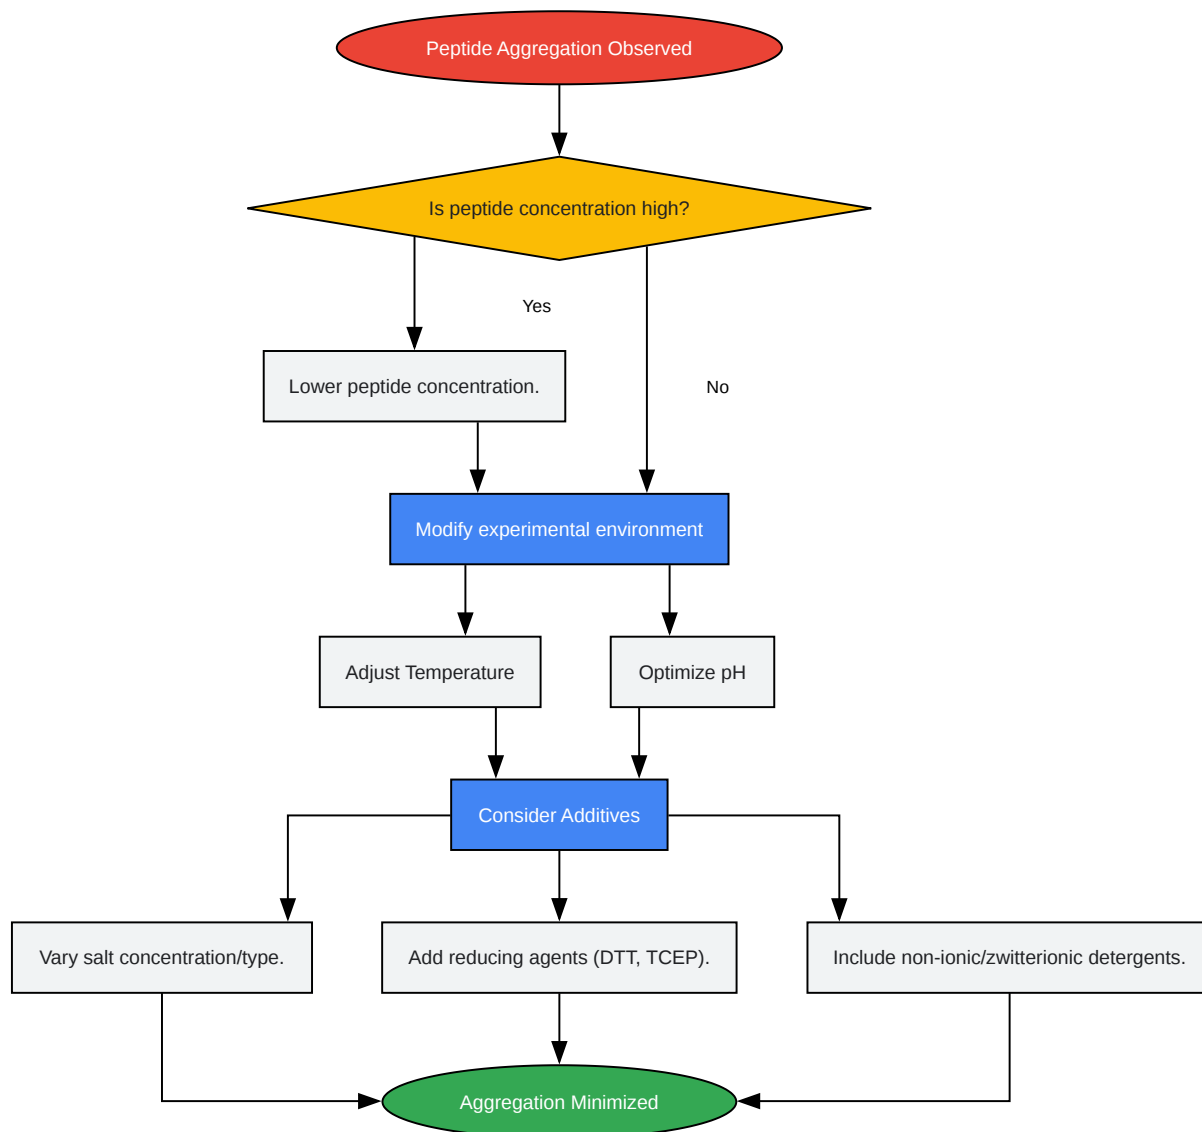 Peptide Aggregation Observed
Is peptide concentration high?
Yes
Lower peptide concentration.
No
Modify experimental environment
Adjust Temperature
Optimize pH
Consider Additives
Vary salt concentration/type.
Add reducing agents (DTT, TCEP).
Include non-ionic/zwitterionic detergents.
Aggregation Minimized